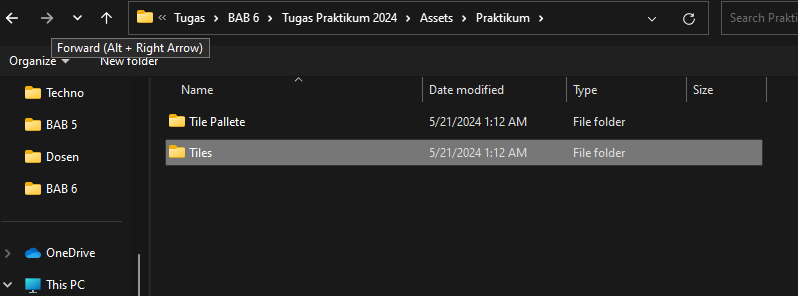 Tugas > BAB 6 > Tugas Praktikum 2024 > Assets > Praktikum >
Search Prakti
Forward (Alt + Right Arrow)
Organize New folder
Name Date modified Type Size
Techno
Tile Pallete 5/21/2024 1:12 AM File folder
BAB 5
Tiles 5/21/2024 1:12 AM File folder
Dosen
BAB 6
OneDrive
This PC